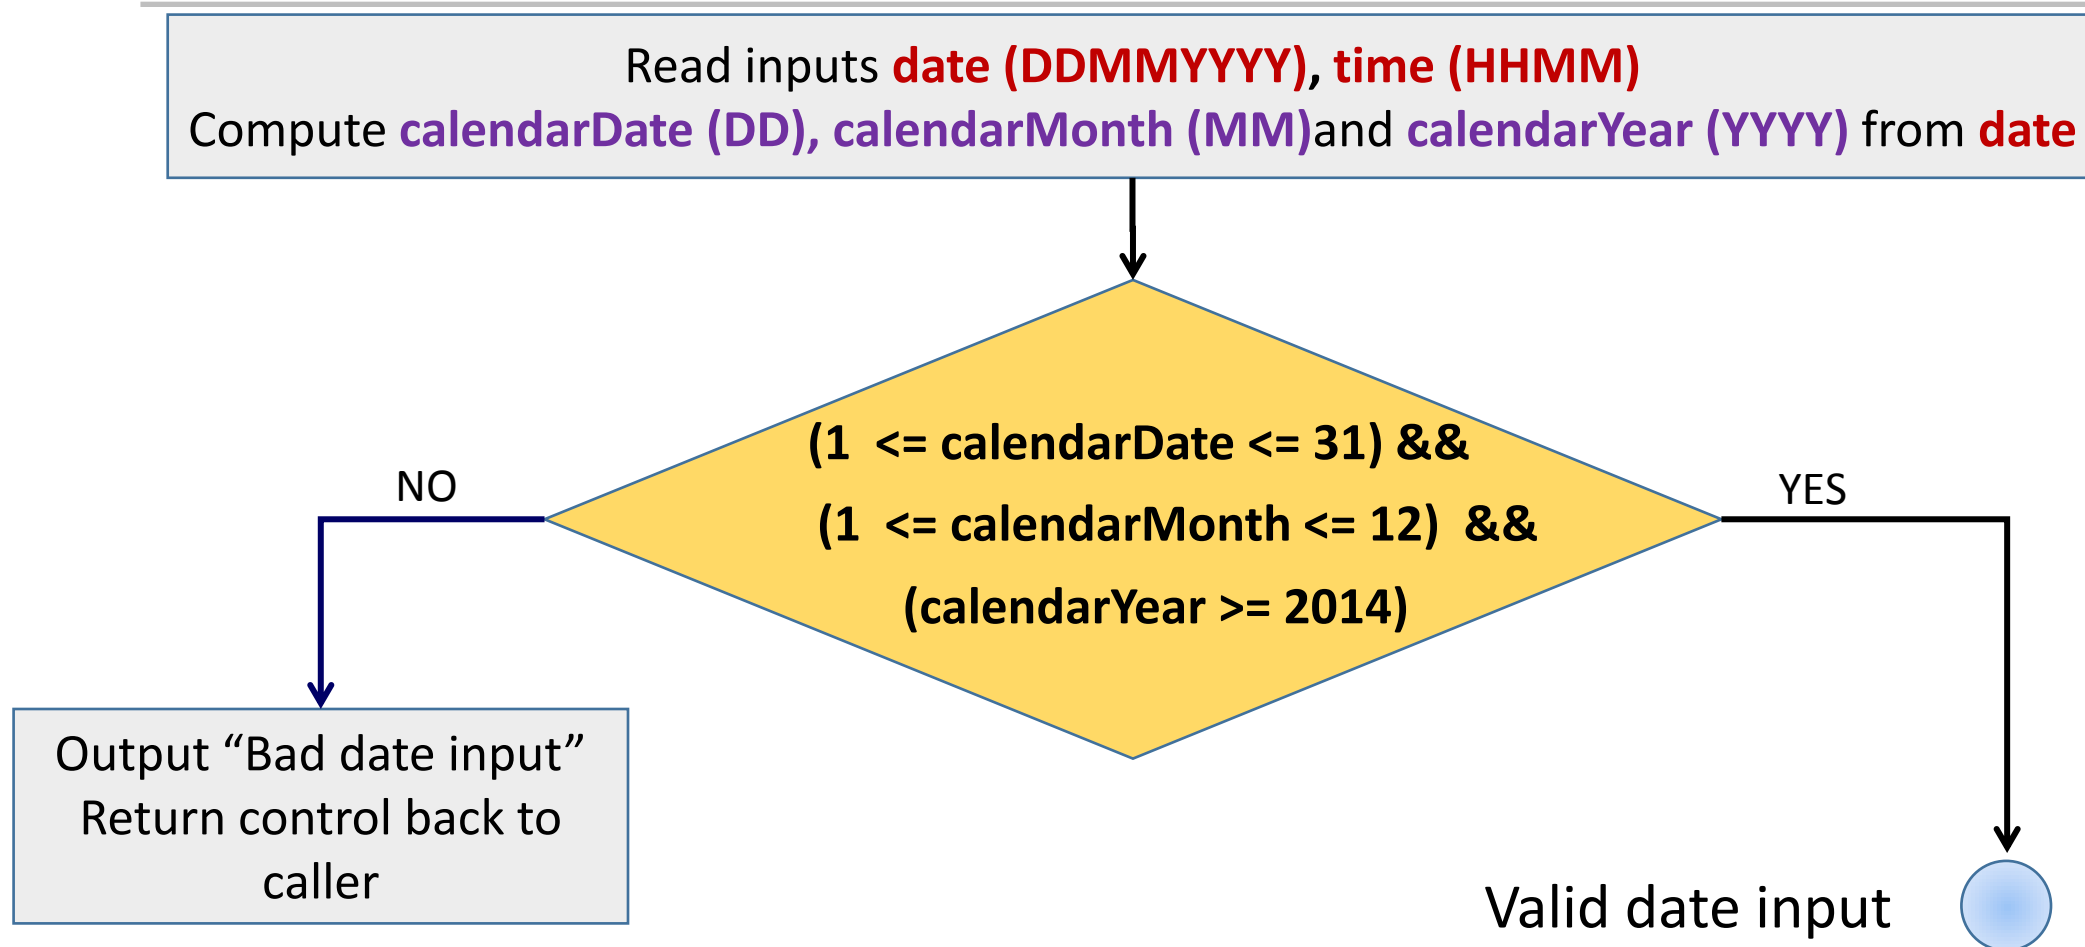 Read inputs date (DDMMYYYY), time (HHMM)
Compute calendarDate (DD), calendarMonth (MM)and calendarYear (YYYY) from date
(1  <= calendarDate <= 31) &&
NO
YES
(1  <= calendarMonth <= 12)  &&
(calendarYear >= 2014)
Output “Bad date input”
Return control back to
caller
Valid date input